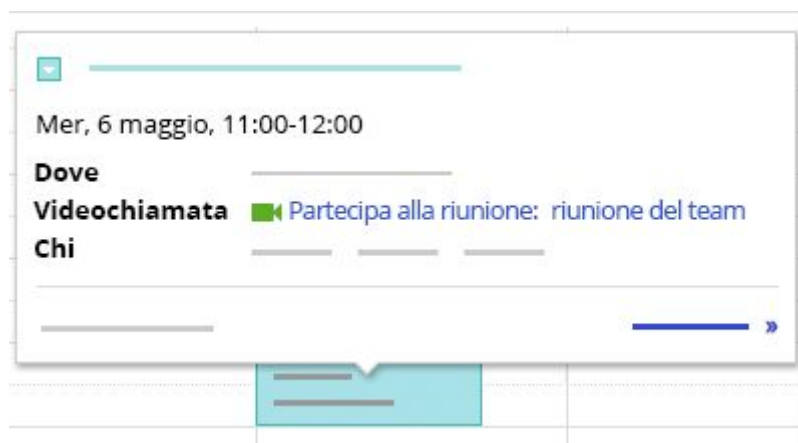 Mer, 6 maggio, 11:00-12:00
Dove
Videochiamata Partecipa alla riunione: riunione del team
Chi
»